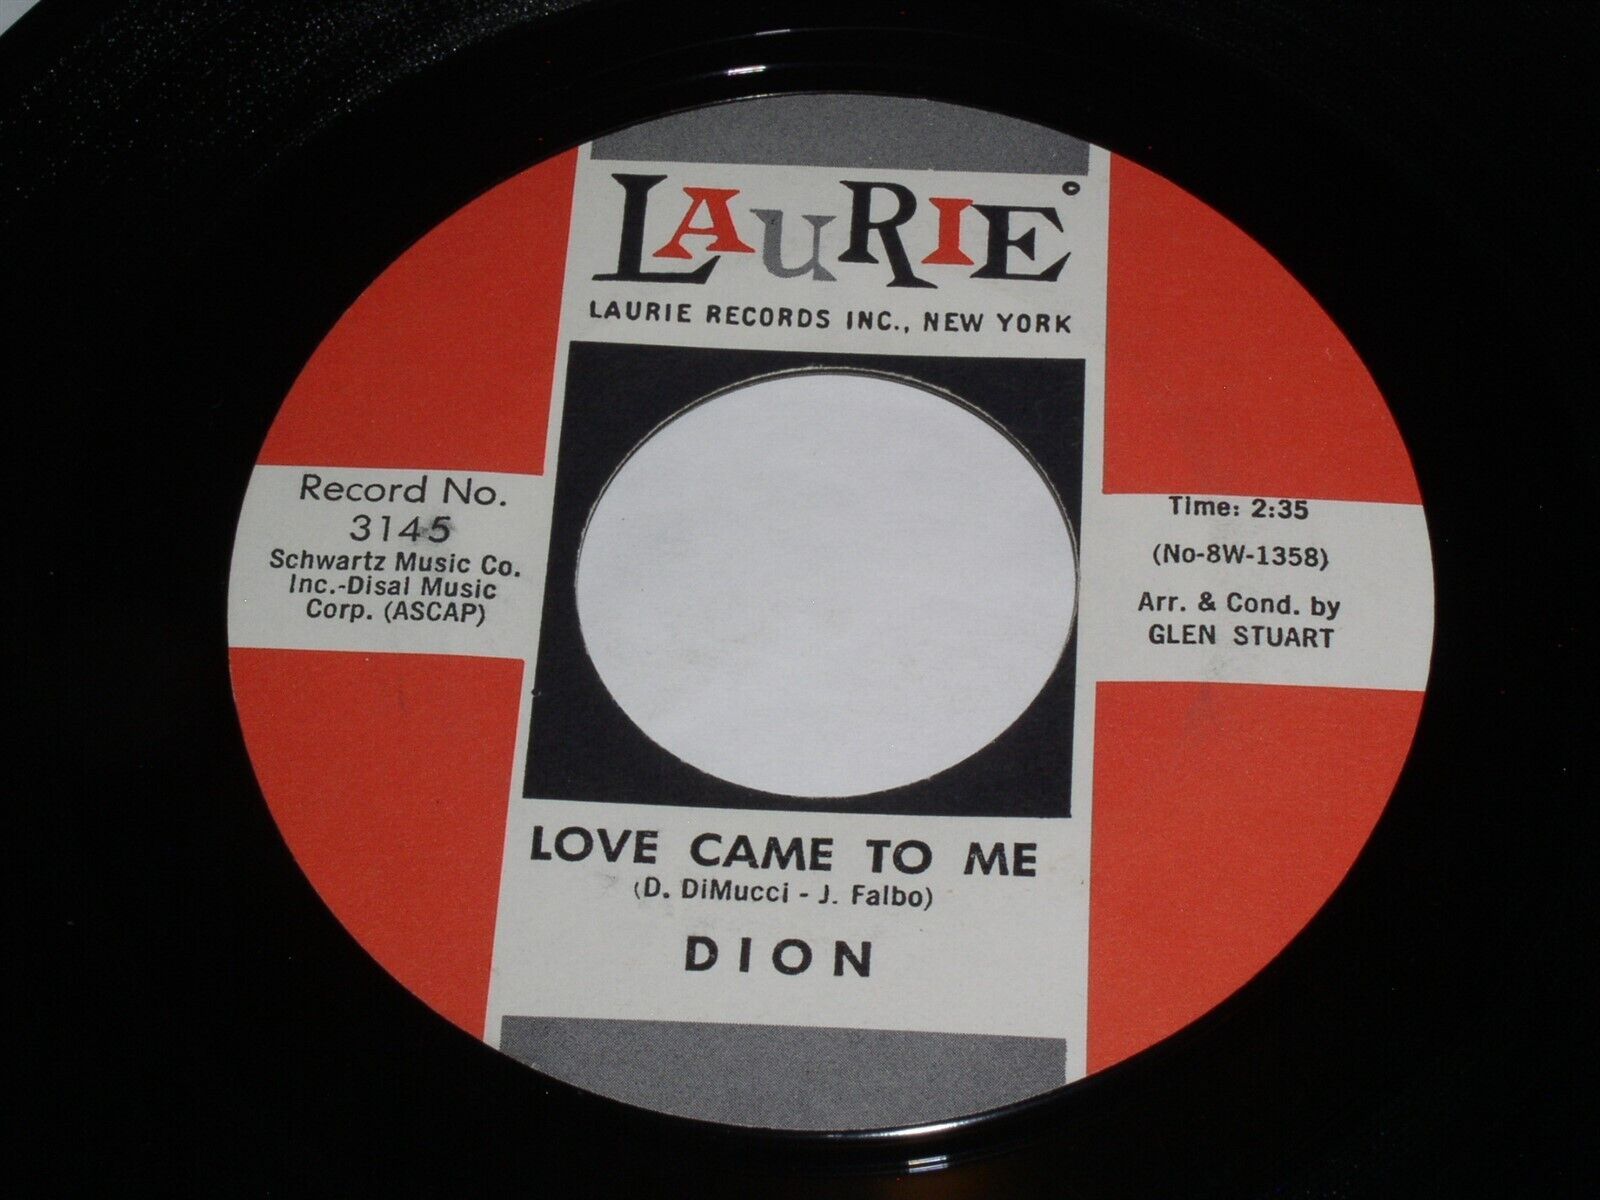 LAURIE
LAURIE RECORDS INC., NEW YORK
Record No.
3145
Schwartz Music Co.
Inc.-Disal Music
Corp. (ASCAP)
Time: 2:35
(No-8W-1358)
Arr. & Cond. by
GLEN STUART
LOVE CAME TO ME
(D. DiMucci - J. Falbo)
DION